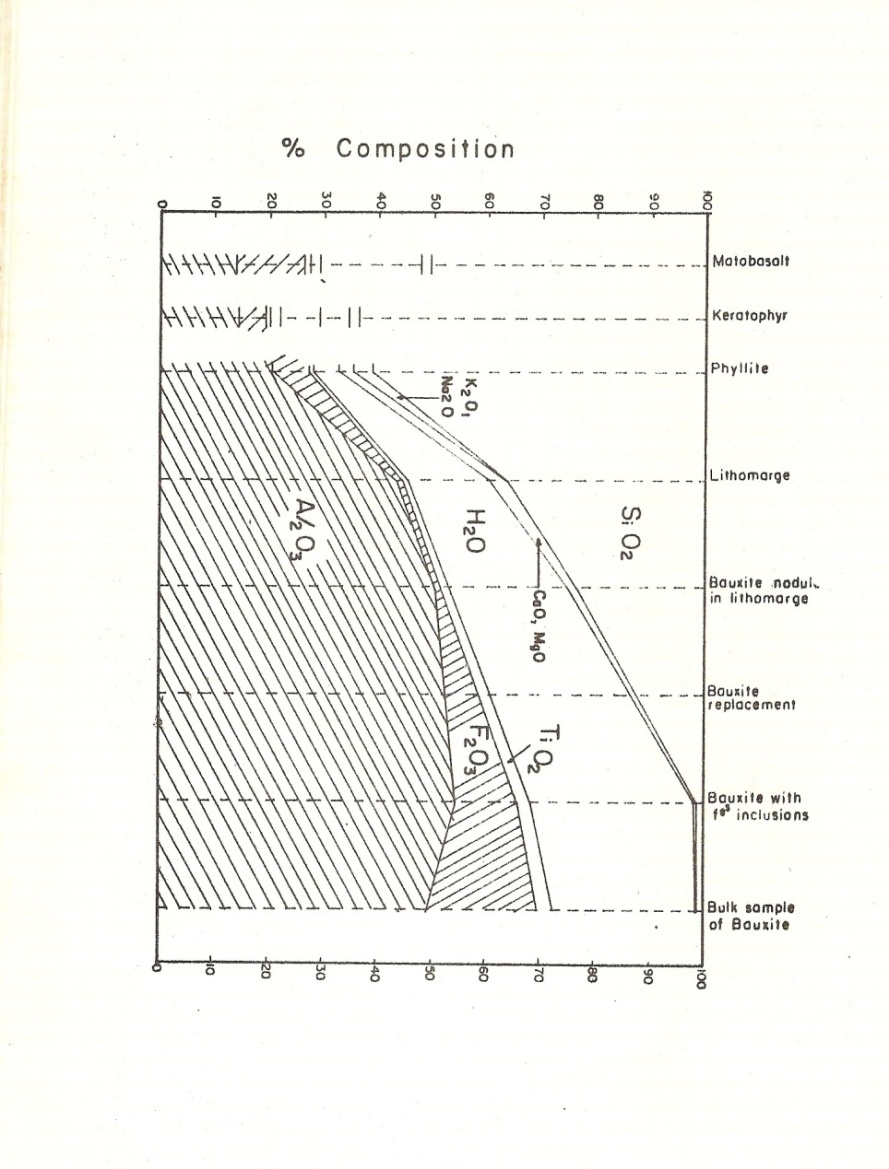 % Composition
0 10 20 30 40 50 60 70 80 90 100
Matobasalt
Keratophyr
Phyllite
K2O,
Na2O
Lithomarge
Al2O3
H2O
SiO2
Bauxite nodul
in lithomarge
CaO, MgO
Bauxite
replacement
F2O3
TiO2
Bauxite with
inclusions
Bulk sample
of Bauxite
0 10 20 30 40 50 60 70 80 90 100